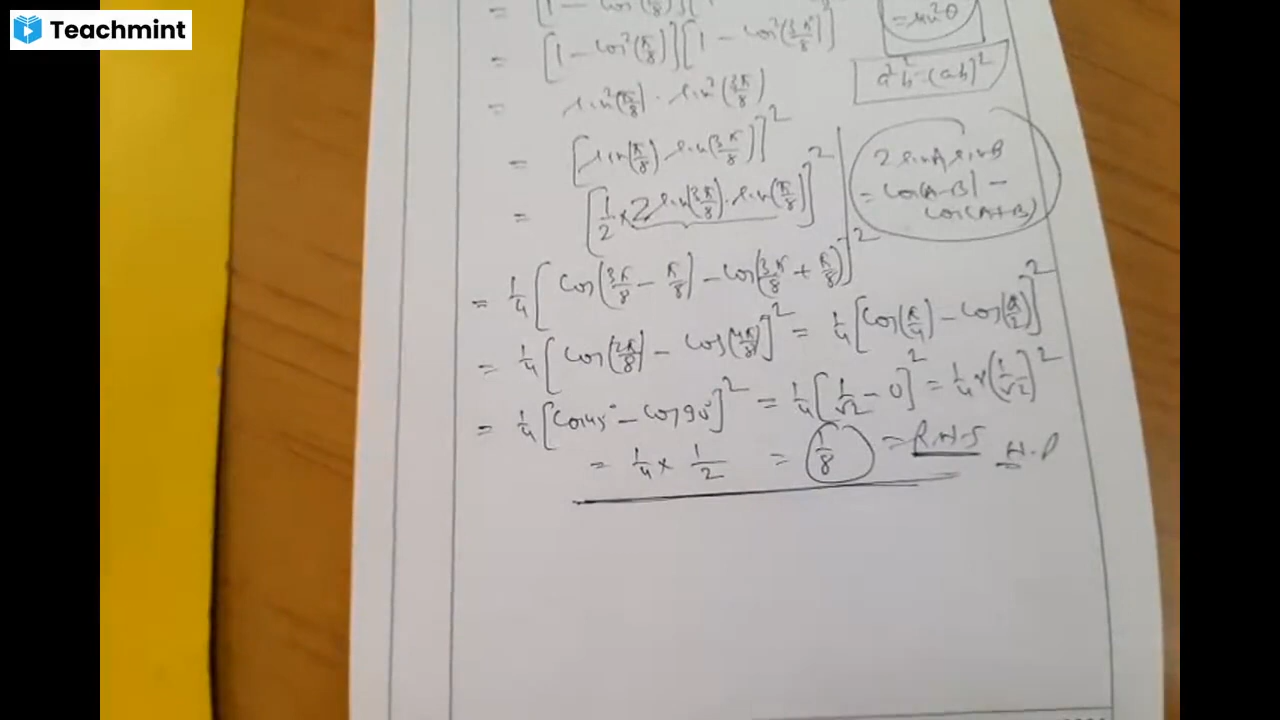 Teachmint
= [1 - cos²(π/8)][1 - cos²(3π/8)]
= sin²θ
a²b² = (ab)²
= sin²(π/8) · sin²(3π/8)
= [sin(π/8) sin(3π/8)]²
= [1/2 × 2 sin(3π/8) · sin(π/8)]²
2 sinA sinB
= cos(A-B) -
cos(A+B)
= 1/4 [cos(3π/8 - π/8) - cos(3π/8 + π/8)]²
= 1/4 [cos(2π/8) - cos(4π/8)]² = 1/4 [cos(π/4) - cos(π/2)]²
= 1/4 [cos45° - cos90°]² = 1/4 [1/√2 - 0]² = 1/4 × (1/√2)²
= 1/4 × 1/2 = 1/8 = R.H.S H.P